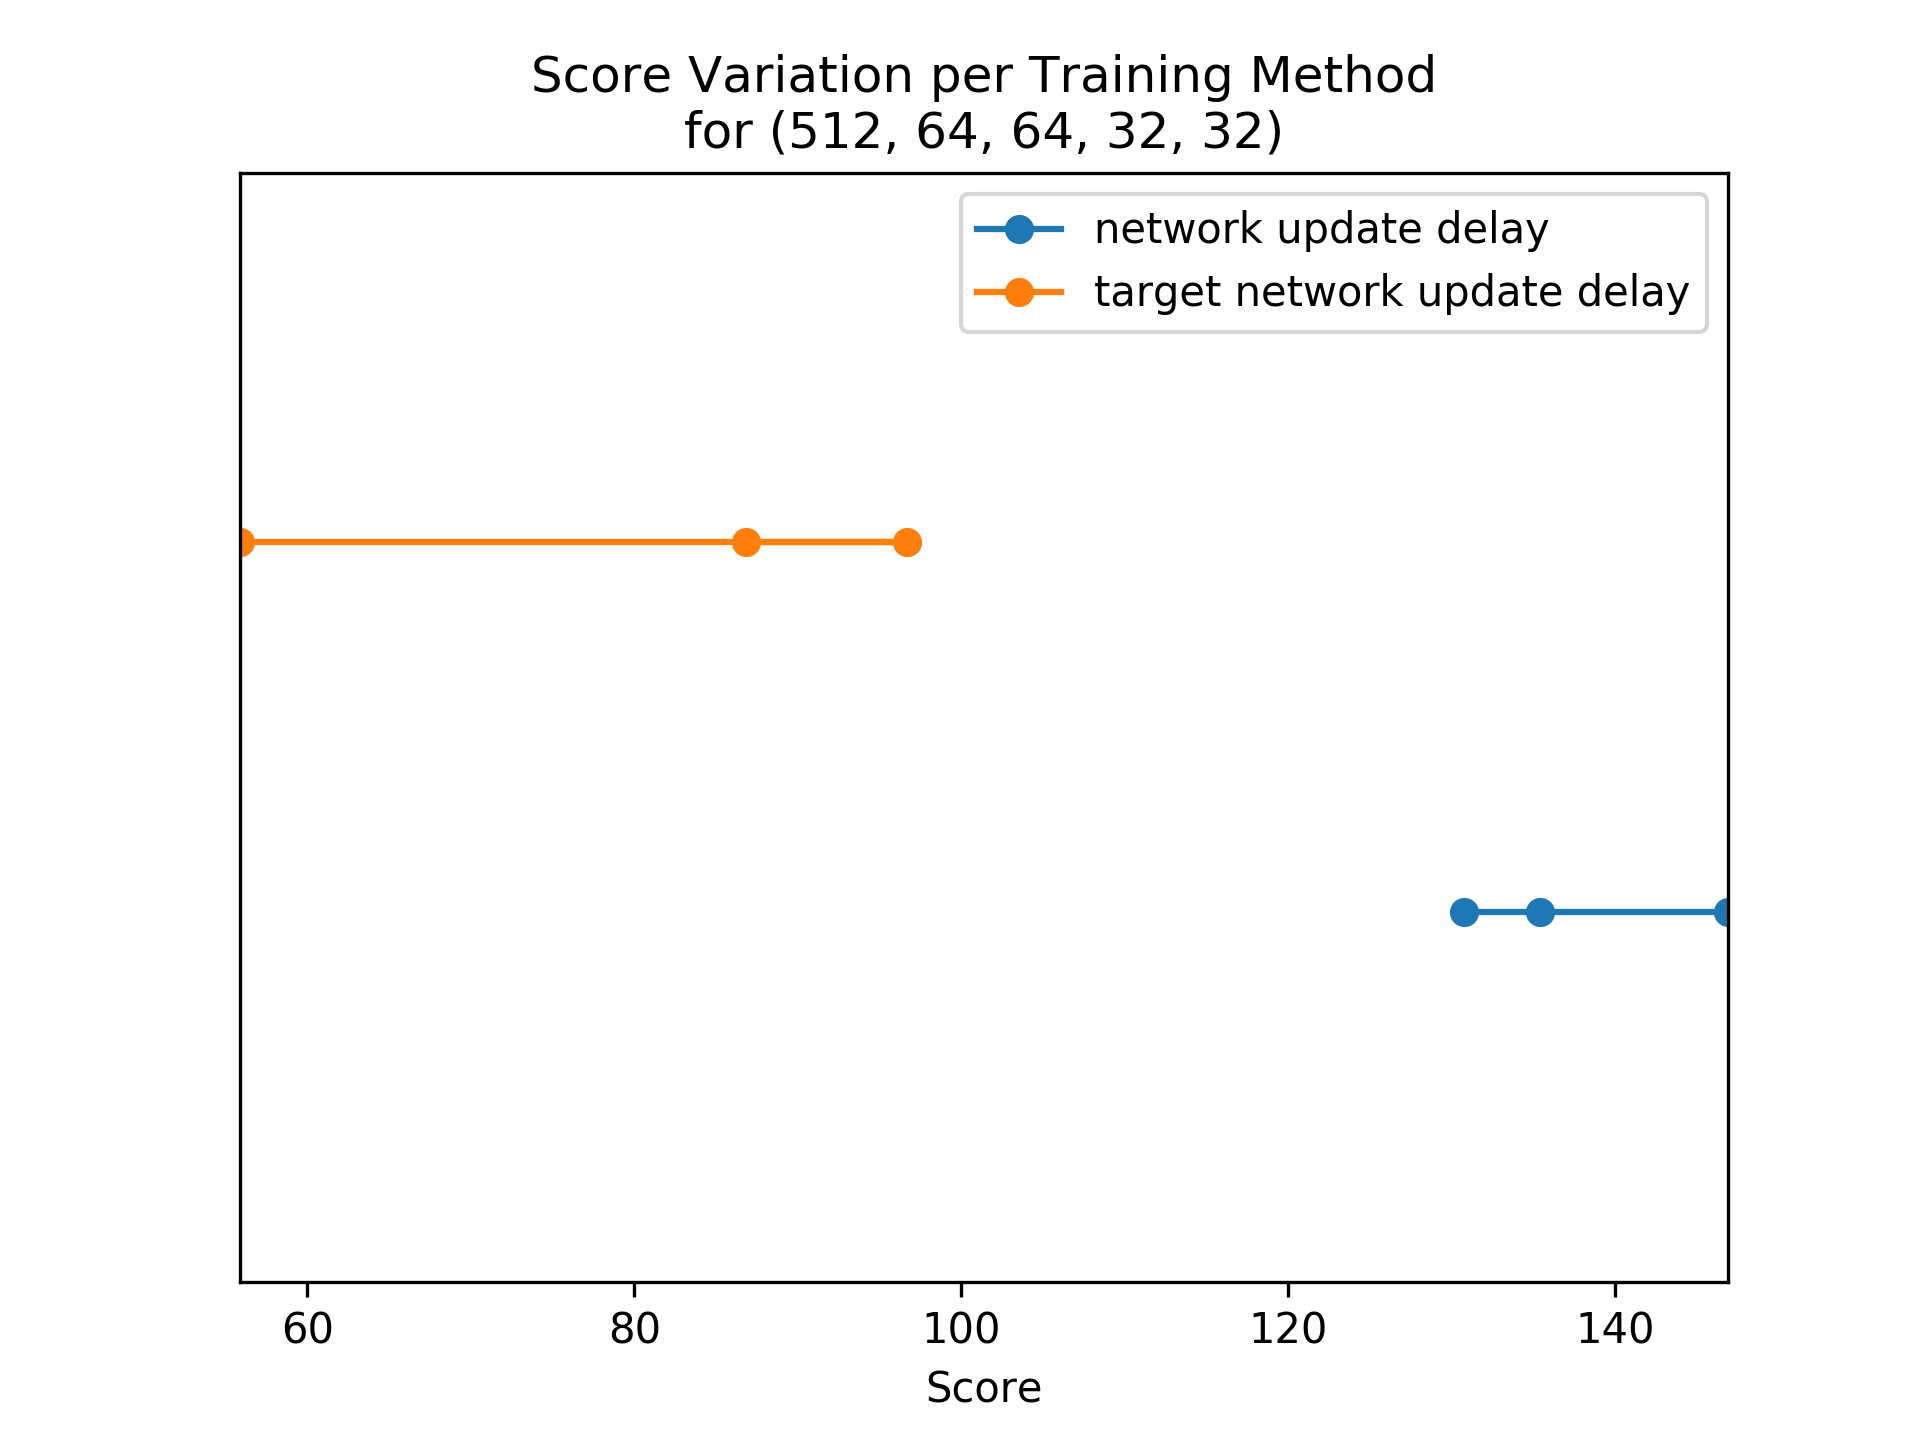 Score Variation per Training Method
for (512, 64, 64, 32, 32)
network update delay
target network update delay
60 80 100 120 140
Score